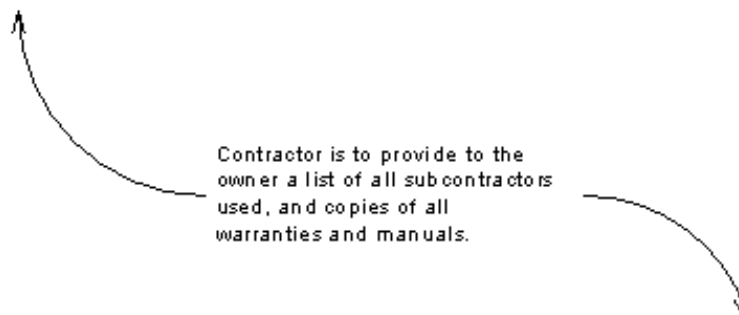 Contractor is to provide to the
owner a list of all subcontractors
used, and copies of all
warranties and manuals.